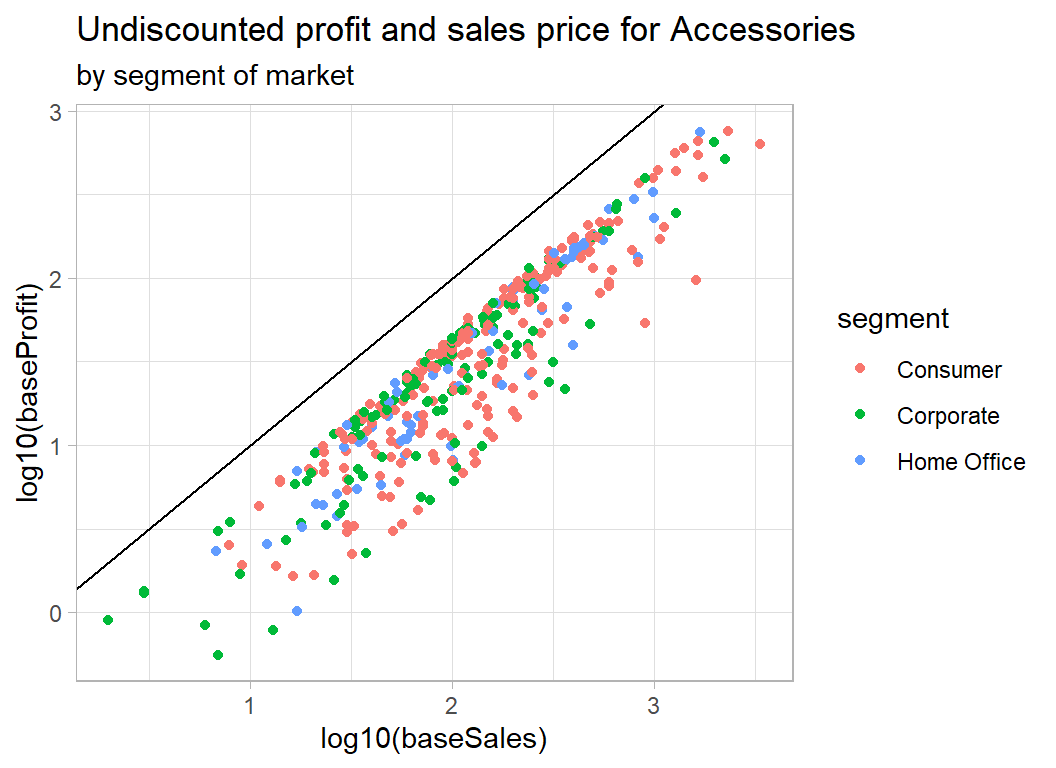 Undiscounted profit and sales price for Accessories
by segment of market
3
2
1
0
log10(baseProfit)
1
2
3
log10(baseSales)
segment
Consumer
Corporate
Home Office